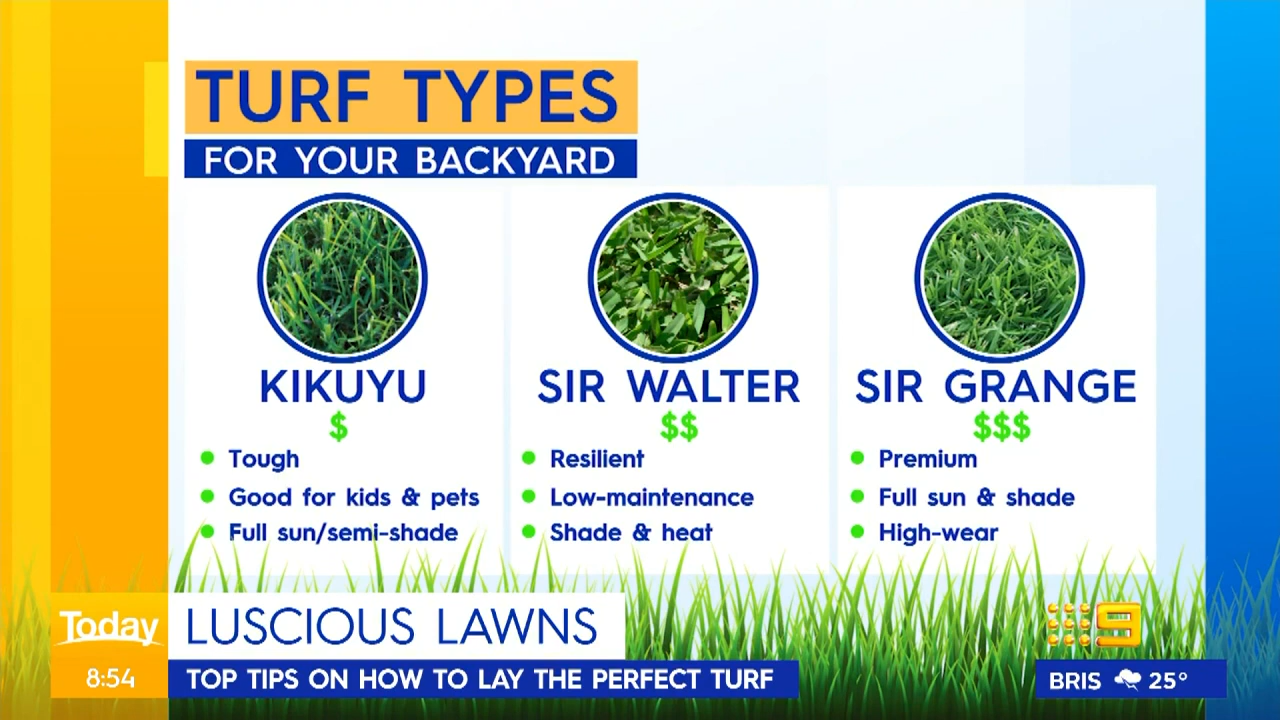 TURF TYPES
FOR YOUR BACKYARD
KIKUYU
$
Tough
Good for kids & pets
Full sun/semi-shade
SIR WALTER
$$
Resilient
Low-maintenance
Shade & heat
SIR GRANGE
$$$
Premium
Full sun & shade
High-wear
Today
8:54
LUSCIOUS LAWNS
TOP TIPS ON HOW TO LAY THE PERFECT TURF
9
BRIS 25°